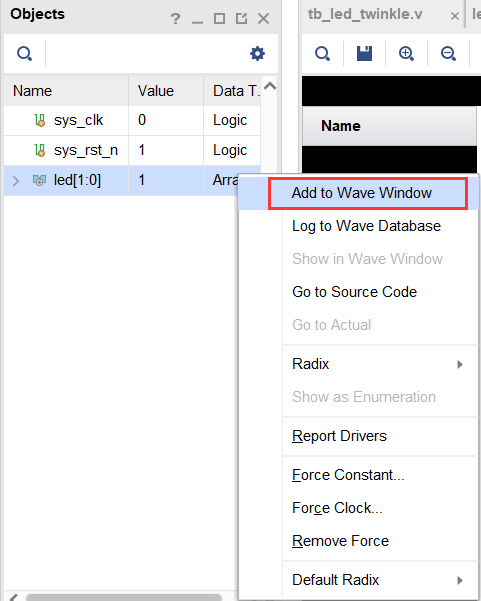 Objects
? _
tb_led_twinkle.v ×
Name Value Data T...
sys_clk 0 Logic
sys_rst_n 1 Logic
led[1:0] 1 Arra
Name
Add to Wave Window
Log to Wave Database
Show in Wave Window
Go to Source Code
Go to Actual
Radix
Show as Enumeration
Report Drivers
Force Constant...
Force Clock...
Remove Force
Default Radix